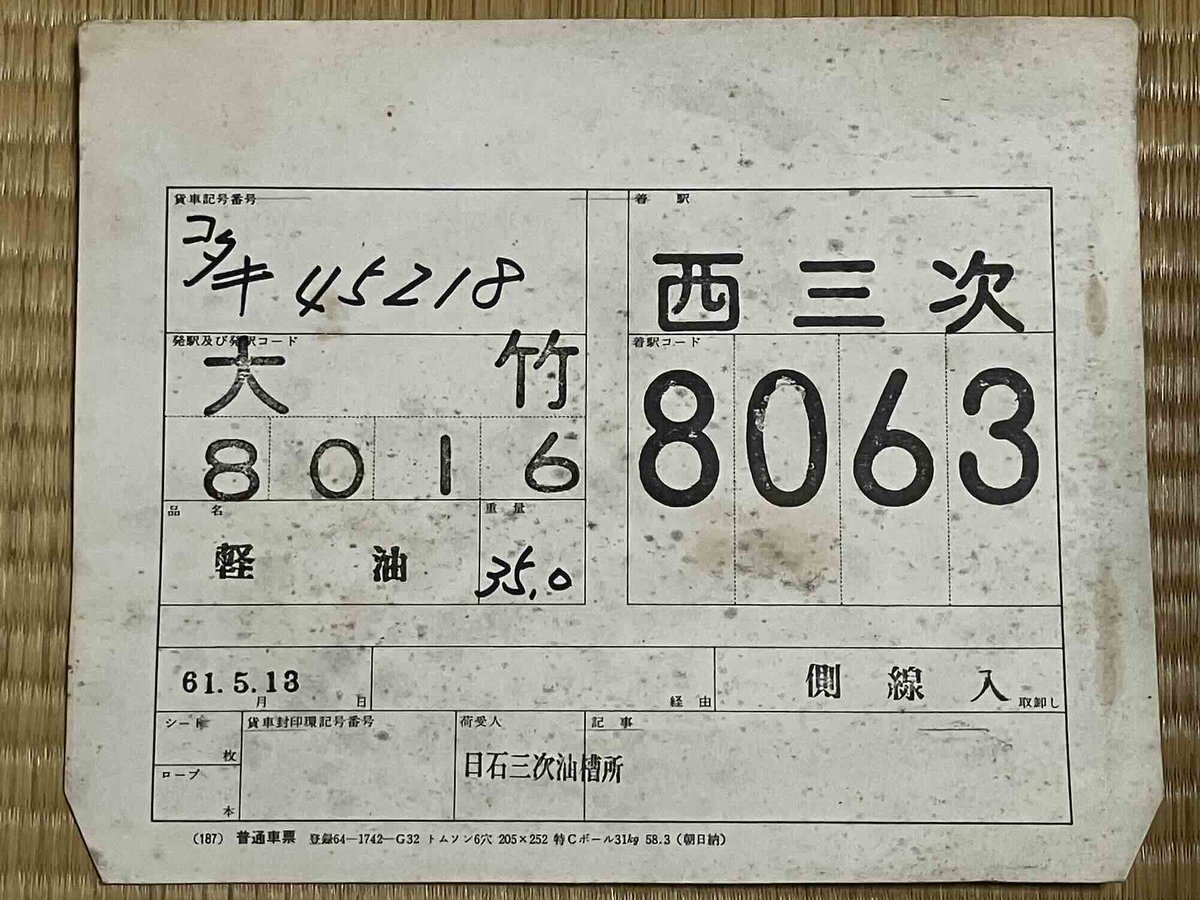 貨車記号番号
コタキ 45218
着駅
西三次
発駅及び発駅コード
大竹
8016
着駅コード
8063
品名
軽油
重量
35.0
61.5.13
月 日
経由
側線入
取卸し
シート
枚
ロープ
本
貨車封印環記号番号
荷受人
日石三次油槽所
記事
(187) 普通車票 登録64-1742-G32 トムソン6穴 205×252 特Cボール31kg 58.3 (朝日納)